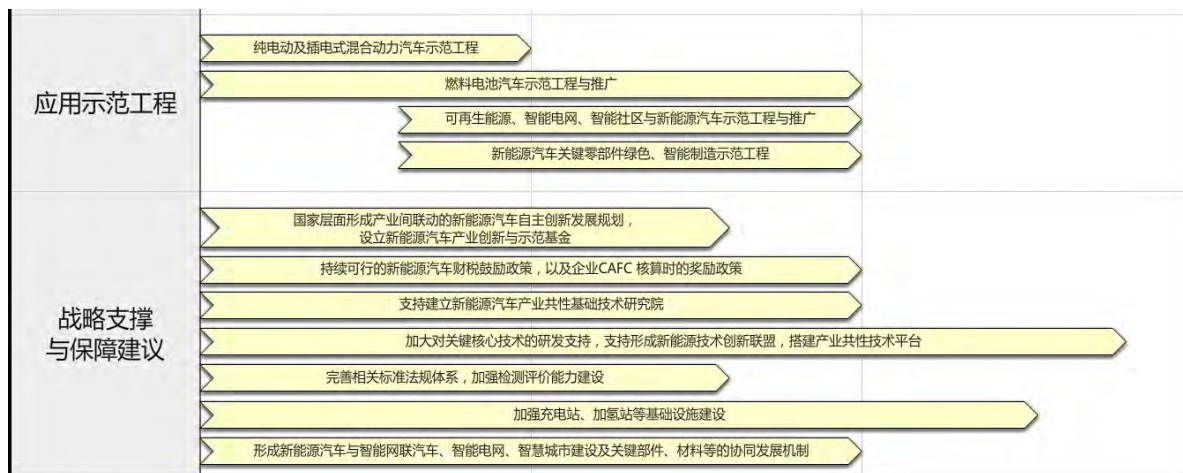 应用示范工程
纯电动及插电式混合动力汽车示范工程
燃料电池汽车示范工程与推广
可再生能源、智能电网、智能社区与新能源汽车示范工程与推广
新能源汽车关键零部件绿色、智能制造示范工程
战略支撑
与保障建议
国家层面形成产业间联动的新能源汽车自主创新发展规划，
设立新能源汽车产业创新与示范基金
持续可行的新能源汽车财税鼓励政策，以及企业CAFC 核算时的奖励政策
支持建立新能源汽车产业共性基础技术研究院
加大对关键核心技术的研发支持，支持形成新能源技术创新联盟，搭建产业共性技术平台
完善相关标准法规体系，加强检测评价能力建设
加强充电站、加氢站等基础设施建设
形成新能源汽车与智能网联汽车、智能电网、智慧城市建设及关键部件、材料等的协同发展机制